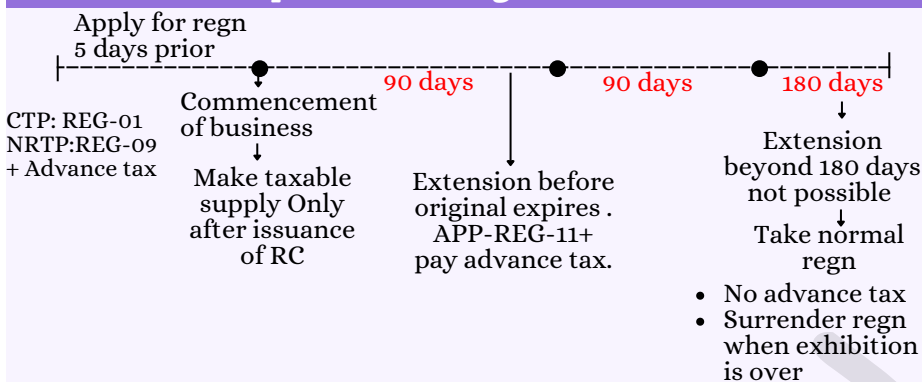 Apply for regn
5 days prior
90 days
90 days
180 days
CTP: REG-01
NRTP:REG-09
+ Advance tax
Commencement
of business
Make taxable
supply Only
after issuance
of RC
Extension before
original expires .
APP-REG-11+
pay advance tax.
Extension
beyond 180 days
not possible
Take normal
regn
• No advance tax
• Surrender regn
when exhibition
is over